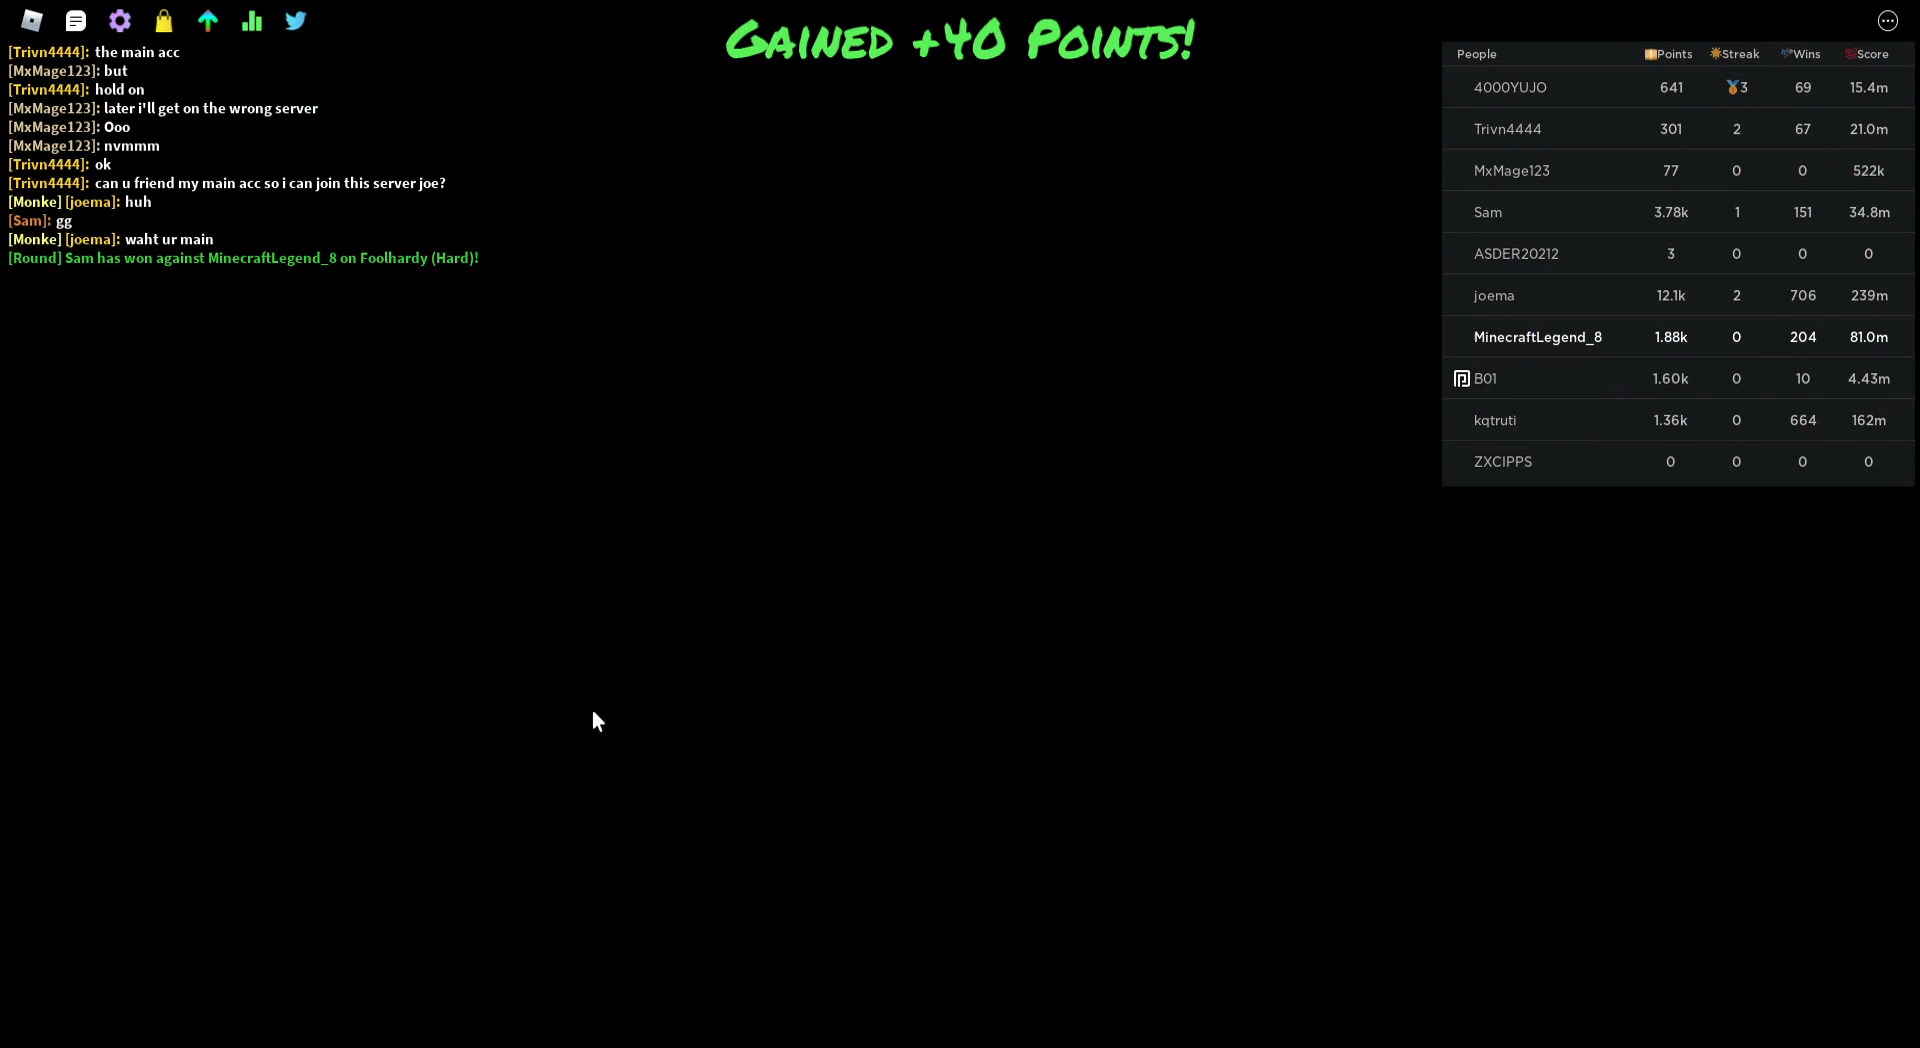 Gained +40 Points!
[Trivn4444]: the main acc
[MxMage123]: but
[Trivn4444]: hold on
[MxMage123]: later i'll get on the wrong server
[MxMage123]: Ooo
[MxMage123]: nvmmm
[Trivn4444]: ok
[Trivn4444]: can u friend my main acc so i can join this server joe?
[Monke] [joema]: huh
[Sam]: gg
[Monke] [joema]: waht ur main
[Round] Sam has won against MinecraftLegend_8 on Foolhardy (Hard)!
People Points Streak Wins Score
4000YUJO 641 3 69 15.4m
Trivn4444 301 2 67 21.0m
MxMage123 77 0 0 522k
Sam 3.78k 1 151 34.8m
ASDER20212 3 0 0 0
joema 12.1k 2 706 239m
MinecraftLegend_8 1.88k 0 204 81.0m
B01 1.60k 0 10 4.43m
kqtruti 1.36k 0 664 162m
ZXCIPPS 0 0 0 0